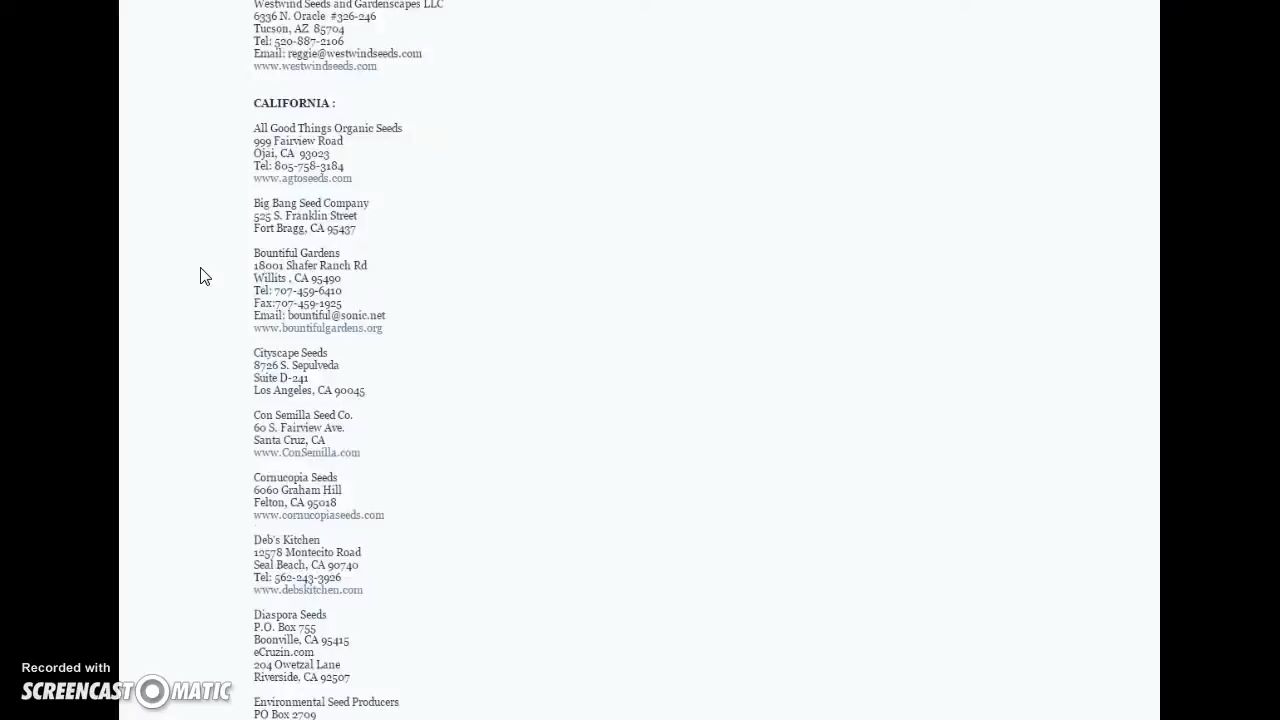 Westwind Seeds and Gardenscapes LLC
6336 N. Oracle #326-246
Tucson, AZ 85704
Tel: 520-887-2106
Email: reggie@westwindseeds.com
www.westwindseeds.com
CALIFORNIA :
All Good Things Organic Seeds
999 Fairview Road
Ojai, CA 93023
Tel: 805-758-3184
www.agtoseeds.com
Big Bang Seed Company
525 S. Franklin Street
Fort Bragg, CA 95437
Bountiful Gardens
18001 Shafer Ranch Rd
Willits , CA 95490
Tel: 707-459-6410
Fax:707-459-1925
Email: bountiful@sonic.net
www.bountifulgardens.org
Cityscape Seeds
8726 S. Sepulveda
Suite D-241
Los Angeles, CA 90045
Con Semilla Seed Co.
60 S. Fairview Ave.
Santa Cruz, CA
www.ConSemilla.com
Cornucopia Seeds
6060 Graham Hill
Felton, CA 95018
www.cornucopiaseeds.com
Deb's Kitchen
12578 Montecito Road
Seal Beach, CA 90740
Tel: 562-243-3926
www.debskitchen.com
Diaspora Seeds
P.O. Box 755
Boonville, CA 95415
eCruzin.com
204 Owetzal Lane
Riverside, CA 92507
Environmental Seed Producers
PO Box 2709
Recorded with
SCREENCAST-O-MATIC